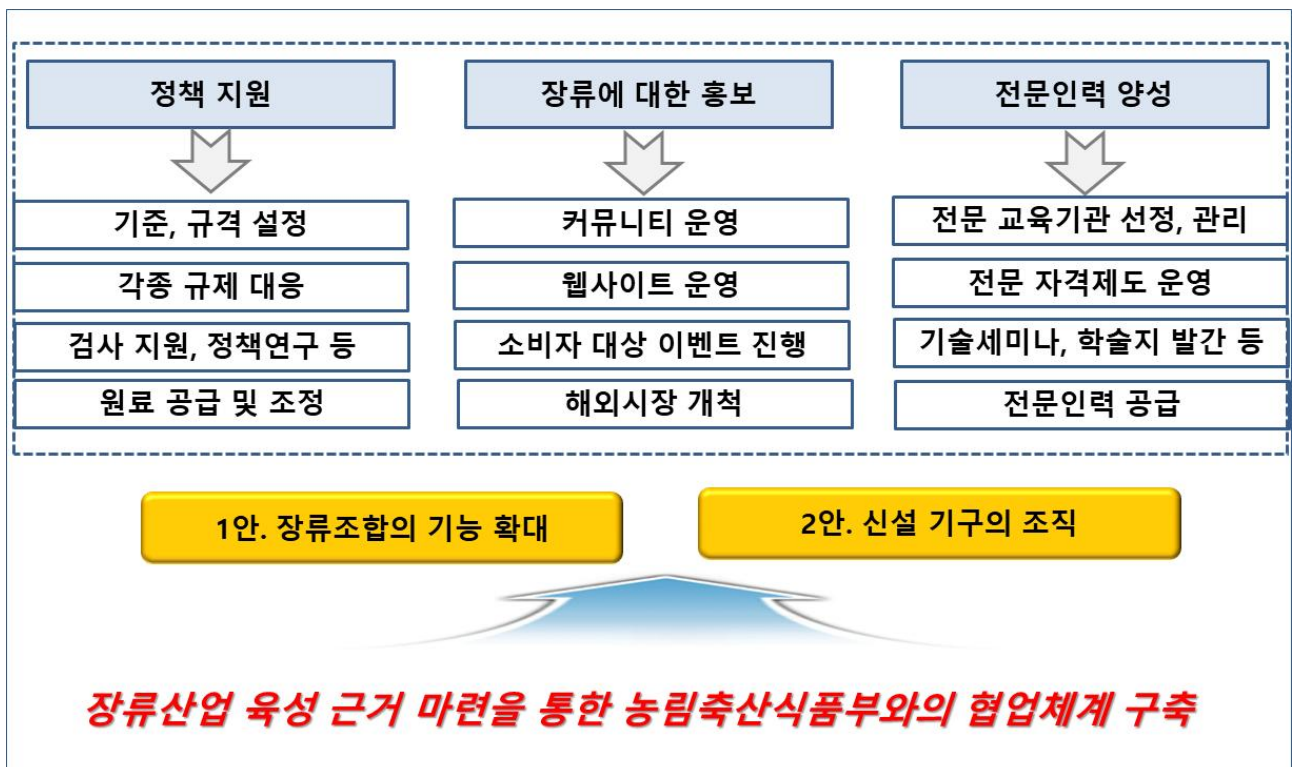 정책 지원
장류에 대한 홍보
전문인력 양성
기준, 규격 설정
커뮤니티 운영
전문 교육기관 선정, 관리
각종 규제 대응
웹사이트 운영
전문 자격제도 운영
검사 지원, 정책연구 등
소비자 대상 이벤트 진행
기술세미나, 학술지 발간 등
원료 공급 및 조정
해외시장 개척
전문인력 공급
1안. 장류조합의 기능 확대
2안. 신설 기구의 조직
장류산업 육성 근거 마련을 통한 농림축산식품부와의 협업체계 구축